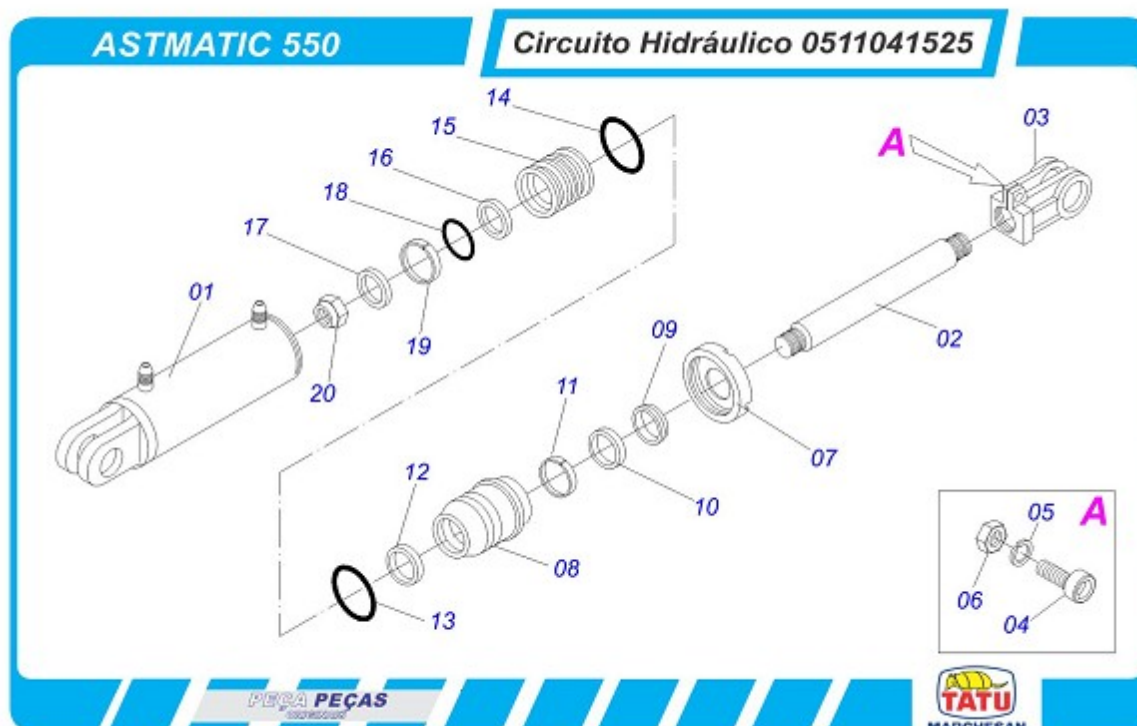 ASTMATIC 550
Circuito Hidráulico 0511041525
14
15
16
18
17
01
19
20
A
03
02
09
11
07
12
10
08
13
05
A
06
04
PEÇA PEÇAS
ORIGINAIS
TATU
MARCHESAN